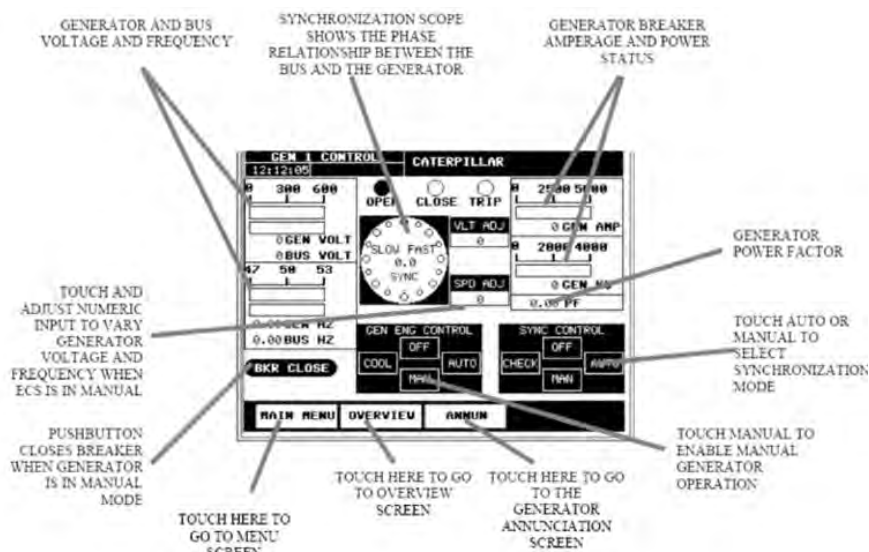 GENERATOR AND BUS
VOLTAGE AND FREQUENCY
SYNCHRONIZATION SCOPE
SHOWS THE PHASE
RELATIONSHIP BETWEEN THE
BUS AND THE GENERATOR
GENERATOR BREAKER
AMPERAGE AND POWER
STATUS
GEN 1 CONTROL
12:12:05
CATERPILLAR
0 300 600
0 GEN VOLT
0 BUS VOLT
47 50 53
0.00 GEN HZ
0.00 BUS HZ
BKR CLOSE
OPEN CLOSE TRIP
SLOW FAST
0.0
SYNC
VLT ADJ
0
SPD ADJ
0
0 2500 5000
0 GEN AMP
0 2000 4000
0 GEN
0.00 PF
GEN ENG CONTROL
OFF
COOL AUTO
MAN
SYNC CONTROL
OFF
CHECK AUTO
MAN
MAIN MENU OVERVIEW ANNUN
TOUCH AND
ADJUST NUMERIC
INPUT TO VARY
GENERATOR
VOLTAGE AND
FREQUENCY WHEN
ECS IS IN MANUAL
PUSHBUTTON
CLOSES BREAKER
WHEN GENERATOR
IS IN MANUAL
MODE
GENERATOR
POWER FACTOR
TOUCH AUTO OR
MANUAL TO
SELECT
SYNCHRONIZATION
MODE
TOUCH MANUAL TO
ENABLE MANUAL
GENERATOR
OPERATION
TOUCH HERE TO
GO TO MENU
SCREEN
TOUCH HERE TO GO
TO OVERVIEW
SCREEN
TOUCH HERE TO GO
TO THE
GENERATOR
ANNUNCIATION
SCREEN